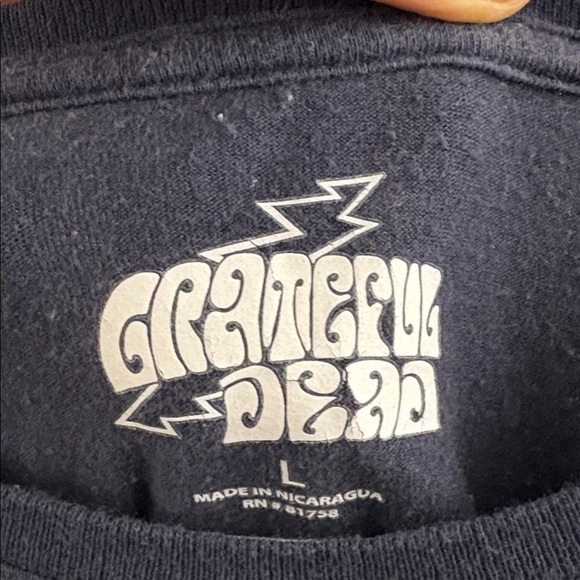 GRATEFUL
DEAD
L
MADE IN NICARAGUA
RN # 81758